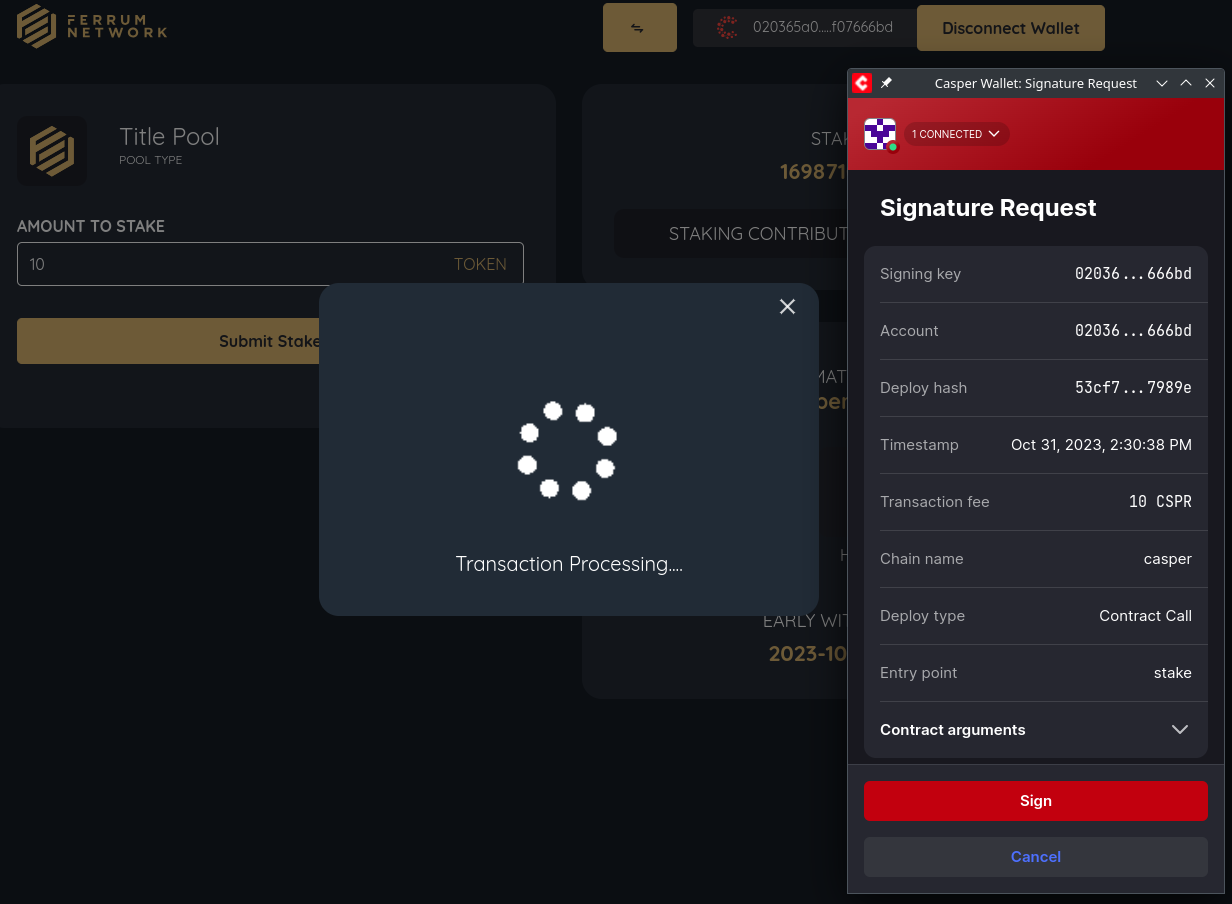 FERRUM
NETWORK
020365a0.....f07666bd
Disconnect Wallet
Title Pool
POOL TYPE
AMOUNT TO STAKE
10
TOKEN
Submit Stake
Transaction Processing....
169871
STAKING CONTRIBUT
EARLY WIT
2023-10
Casper Wallet: Signature Request
1 CONNECTED
Signature Request
Signing key 02036...666bd
Account 02036...666bd
Deploy hash 53cf7...7989e
Timestamp Oct 31, 2023, 2:30:38 PM
Transaction fee 10 CSPR
Chain name casper
Deploy type Contract Call
Entry point stake
Contract arguments
Sign
Cancel